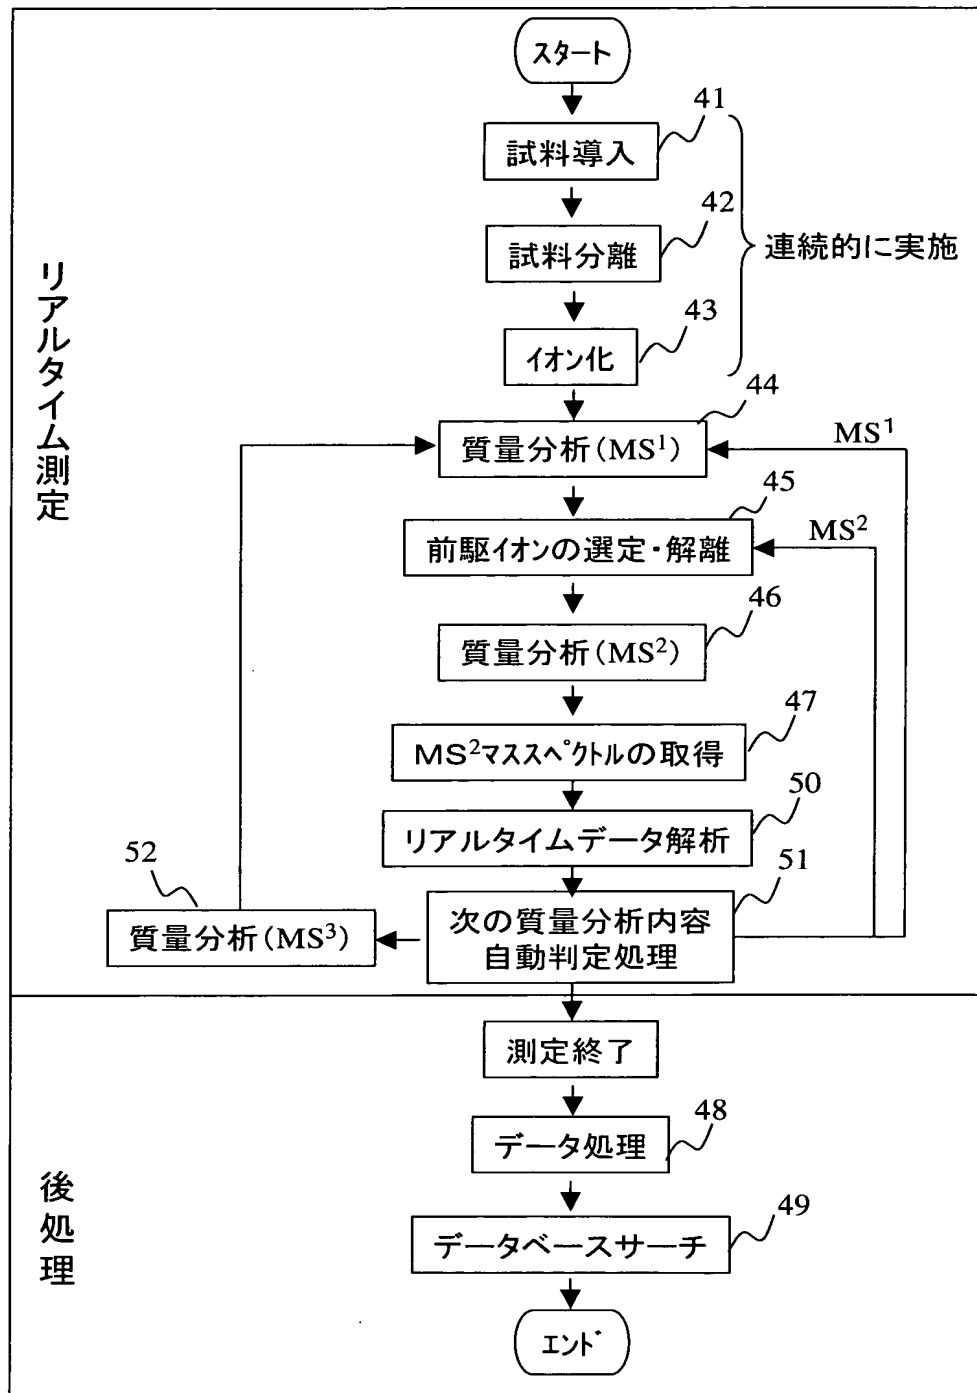 スタート
41
試料導入
42
試料分離
連続的に実施
43
イオン化
44
質量分析(MS¹)
MS¹
45
前駆イオンの選定・解離
MS²
46
質量分析(MS²)
47
MS²マススペクトルの取得
50
リアルタイムデータ解析
51
次の質量分析内容
自動判定処理
52
質量分析(MS³)
リアルタイム測定
測定終了
48
データ処理
49
データベースサーチ
エンド
後処理